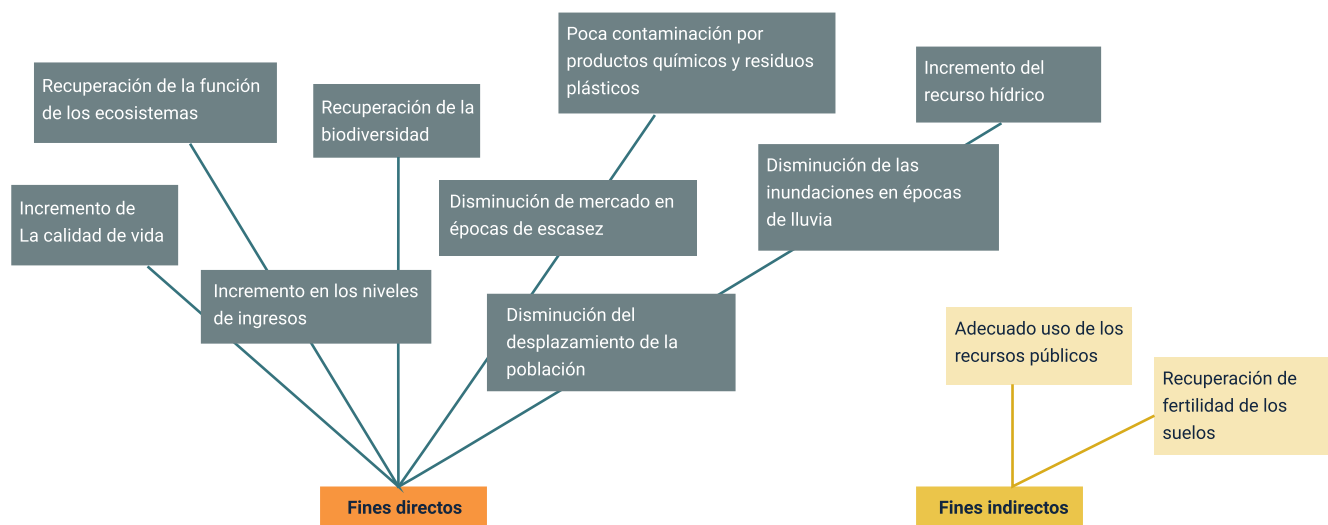 Poca contaminación por
productos químicos y residuos
plásticos
Incremento del
recurso hídrico
Recuperación de la función
de los ecosistemas
Recuperación de la
biodiversidad
Disminución de las
inundaciones en épocas
de lluvia
Incremento de
La calidad de vida
Disminución de mercado en
épocas de escasez
Incremento en los niveles
de ingresos
Disminución del
desplazamiento de la
población
Adecuado uso de los
recursos públicos
Recuperación de
fertilidad de los
suelos
Fines directos
Fines indirectos